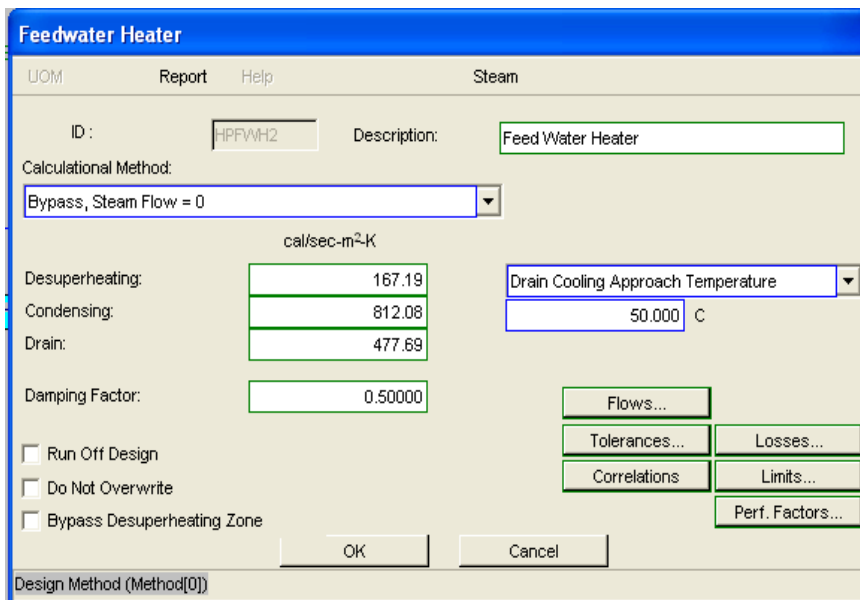 Feedwater Heater
UOM Report Help Steam
ID : HPFWH2 Description: Feed Water Heater
Calculational Method:
Bypass, Steam Flow = 0
cal/sec-m²-K
Desuperheating: 167.19 Drain Cooling Approach Temperature
Condensing: 812.08 50.000 C
Drain: 477.69
Damping Factor: 0.50000 Flows...
Run Off Design Tolerances... Losses...
Do Not Overwrite Correlations Limits...
Bypass Desuperheating Zone Perf. Factors...
OK Cancel
Design Method (Method[0])